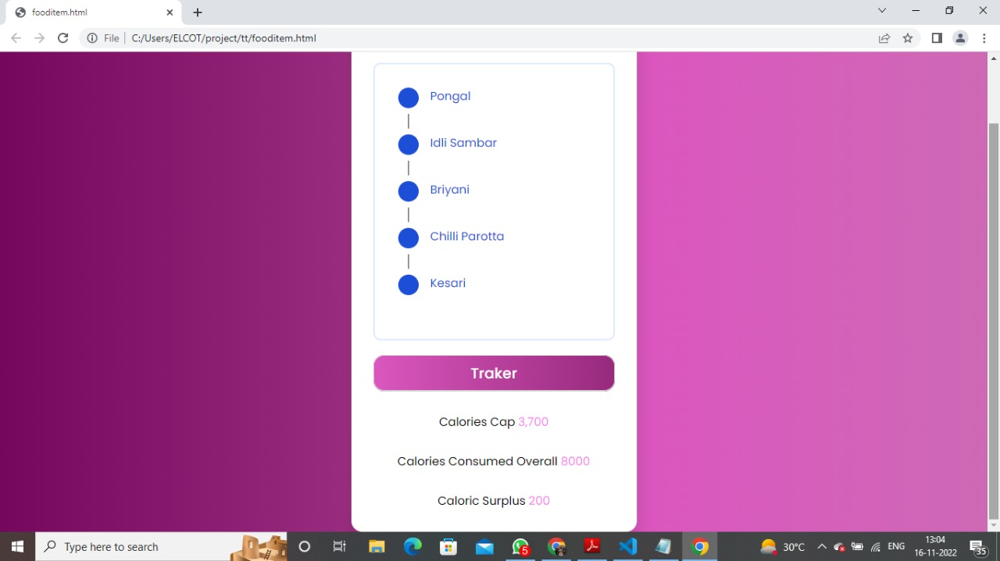 fooditem.html
File
C:/Users/ELCOT/project/tt/fooditem.html
Pongal
Idli Sambar
Briyani
Chilli Parotta
Kesari
Traker
Calories Cap 3,700
Calories Consumed Overall 8000
Caloric Surplus 200
Type here to search
5
30°C
ENG
13:04
16-11-2022
35